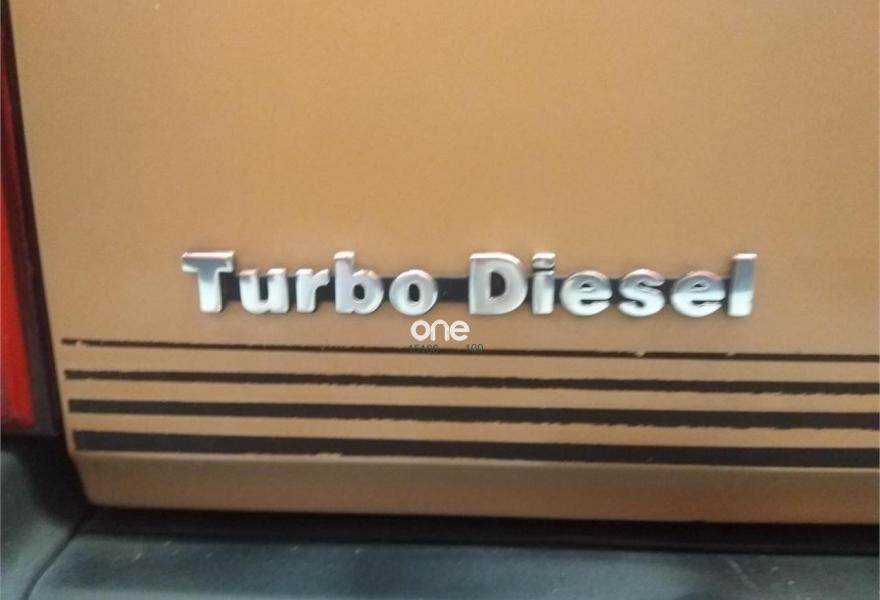 Turbo Diesel
one